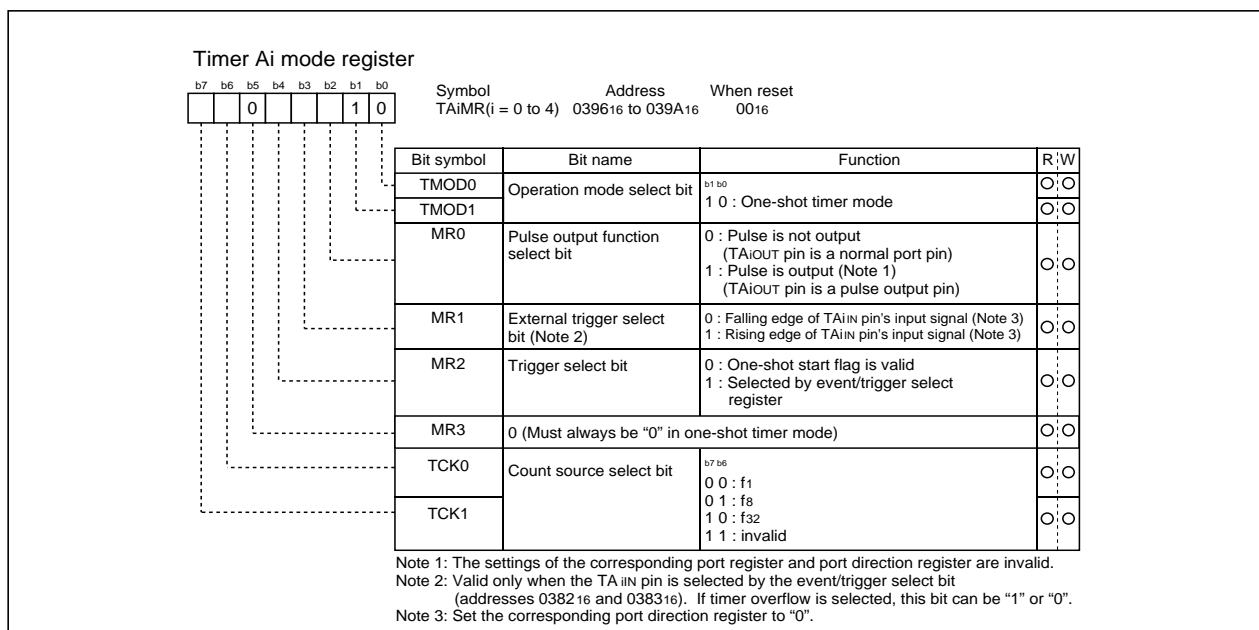 Timer Ai mode register
b7 b6 b5 b4 b3 b2 b1 b0
0 1 0
Symbol Address When reset
TAiMR(i = 0 to 4) 039616 to 039A16 0016
Bit symbol Bit name Function R W
TMOD0 Operation mode select bit b1 b0
TMOD1 1 0 : One-shot timer mode
MR0 Pulse output function select bit 0 : Pulse is not output
(TAiOUT pin is a normal port pin)
1 : Pulse is output (Note 1)
(TAiOUT pin is a pulse output pin)
MR1 External trigger select bit (Note 2) 0 : Falling edge of TAiIN pin's input signal (Note 3)
1 : Rising edge of TAiIN pin's input signal (Note 3)
MR2 Trigger select bit 0 : One-shot start flag is valid
1 : Selected by event/trigger select
register
MR3 0 (Must always be “0” in one-shot timer mode)
TCK0 Count source select bit b7 b6
0 0 : f1
0 1 : f8
TCK1 1 0 : f32
1 1 : invalid
Note 1: The settings of the corresponding port register and port direction register are invalid.
Note 2: Valid only when the TA iIN pin is selected by the event/trigger select bit
(addresses 038216 and 038316). If timer overflow is selected, this bit can be “1” or “0”.
Note 3: Set the corresponding port direction register to “0”.